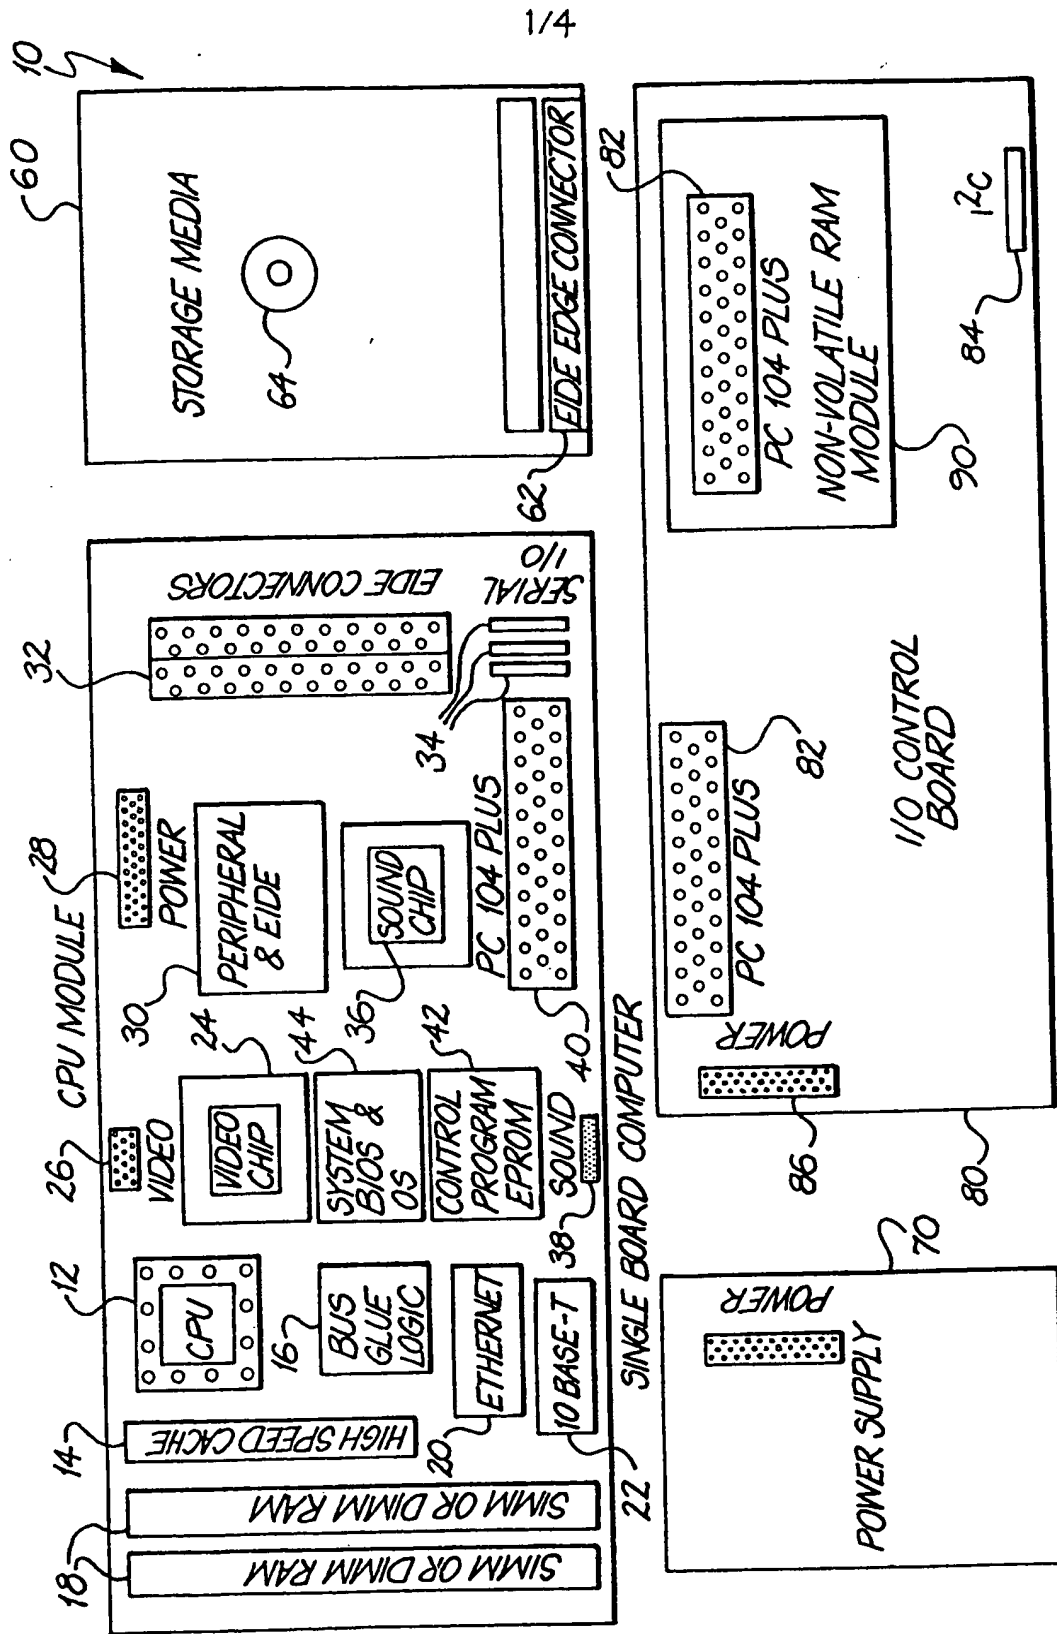 1/4
10
CPU MODULE
18
14
12
26
28
32
60
SIMM OR DIMM RAM
SIMM OR DIMM RAM
HIGH SPEED CACHE
CPU
VIDEO
POWER
EIDE CONNECTORS
STORAGE MEDIA
64
16
BUS
GLUE
LOGIC
24
VIDEO
CHIP
30
PERIPHERAL
& EIDE
44
SYSTEM
BIOS &
OS
36
SOUND
CHIP
34
20
ETHERNET
42
CONTROL
PROGRAM
EPROM
PC 104 PLUS
SERIAL
I/O
62
EIDE EDGE CONNECTOR
10 BASE-T
38
SOUND
40
22
SINGLE BOARD COMPUTER
82
POWER
POWER SUPPLY
70
86
POWER
PC 104 PLUS
82
PC 104 PLUS
NON-VOLATILE RAM
MODULE
90
I/O CONTROL
BOARD
84
I2C
80